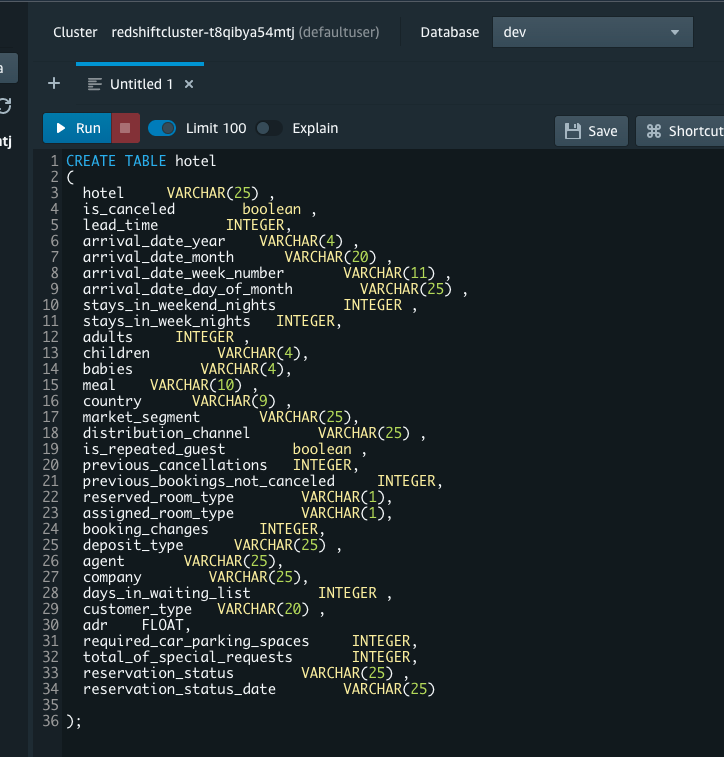 Cluster redshiftcluster-t8qibya54mtj (defaultuser) Database dev
a
+ Untitled 1 ×
ntj
Run Limit 100 Explain Save ⌘ Shortcut
1 CREATE TABLE hotel
2 (
3 hotel VARCHAR(25) ,
4 is_canceled boolean ,
5 lead_time INTEGER,
6 arrival_date_year VARCHAR(4) ,
7 arrival_date_month VARCHAR(20) ,
8 arrival_date_week_number VARCHAR(11) ,
9 arrival_date_day_of_month VARCHAR(25) ,
10 stays_in_weekend_nights INTEGER ,
11 stays_in_week_nights INTEGER,
12 adults INTEGER ,
13 children VARCHAR(4),
14 babies VARCHAR(4),
15 meal VARCHAR(10) ,
16 country VARCHAR(9) ,
17 market_segment VARCHAR(25),
18 distribution_channel VARCHAR(25) ,
19 is_repeated_guest boolean ,
20 previous_cancellations INTEGER,
21 previous_bookings_not_canceled INTEGER,
22 reserved_room_type VARCHAR(1),
23 assigned_room_type VARCHAR(1),
24 booking_changes INTEGER,
25 deposit_type VARCHAR(25) ,
26 agent VARCHAR(25),
27 company VARCHAR(25),
28 days_in_waiting_list INTEGER ,
29 customer_type VARCHAR(20) ,
30 adr FLOAT,
31 required_car_parking_spaces INTEGER,
32 total_of_special_requests INTEGER,
33 reservation_status VARCHAR(25) ,
34 reservation_status_date VARCHAR(25)
35
36 );